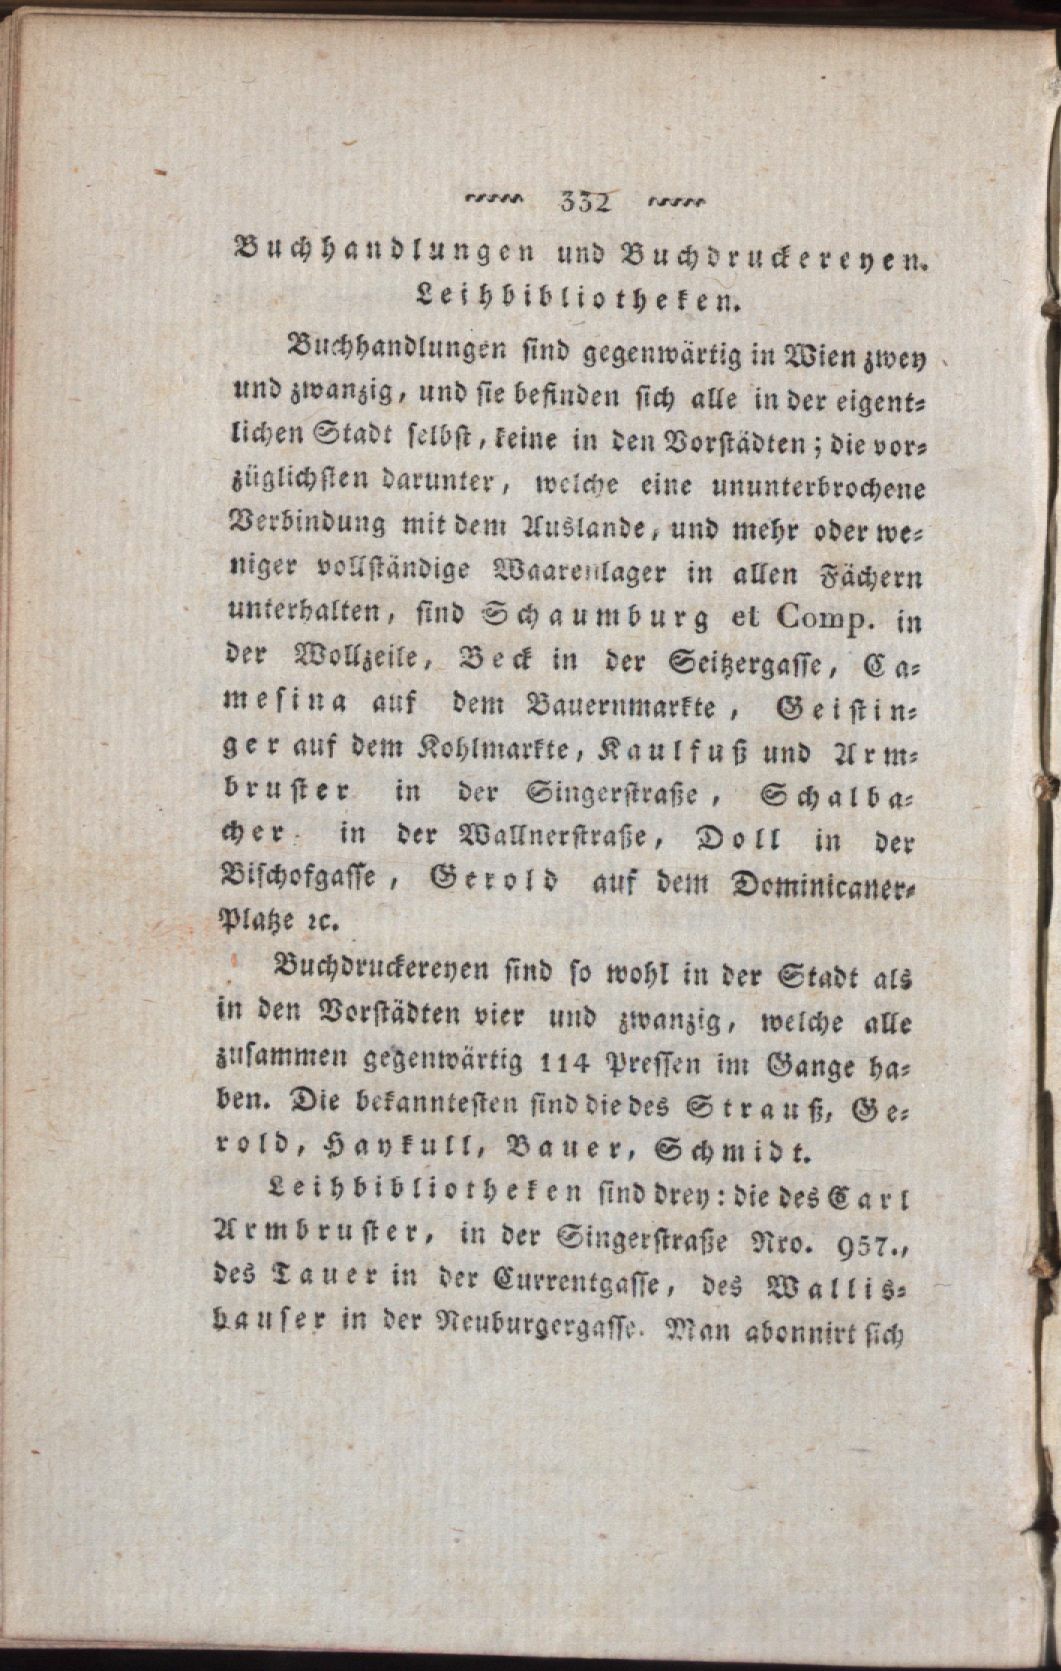 332
Buchhandlungen und Buchdruckereyen.
Leihbibliotheken.
Buchhandlungen sind gegenwärtig in Wien zwey
und zwanzig, und sie befinden sich alle in der eigent-
lichen Stadt selbst, keine in den Vorstädten; die vor-
züglichsten darunter, welche eine ununterbrochene
Verbindung mit dem Auslande, und mehr oder we-
niger vollständige Waarenlager in allen Fächern
unterhalten, sind Schaumburg et Comp. in
der Wollzeile, Beck in der Seitzergasse, Ca-
mesina auf dem Bauernmarkte, Geistin-
ger auf dem Kohlmarkte, Kaulfuß und Arm-
bruster in der Singerstraße, Schalba-
cher in der Wallnerstraße, Doll in der
Bischofgasse, Gerold auf dem Dominicaner-
Platze ꝛc.
Buchdruckereyen sind so wohl in der Stadt als
in den Vorstädten vier und zwanzig, welche alle
zusammen gegenwärtig 114 Pressen im Gange ha-
ben. Die bekanntesten sind die des Strauß, Ge-
rold, Haykull, Bauer, Schmidt.
Leihbibliotheken sind drey: die des Carl
Armbruster, in der Singerstraße Nro. 957.,
des Tauer in der Currentgasse, des Wallis-
hauser in der Neuburgergasse. Man abonnirt sich